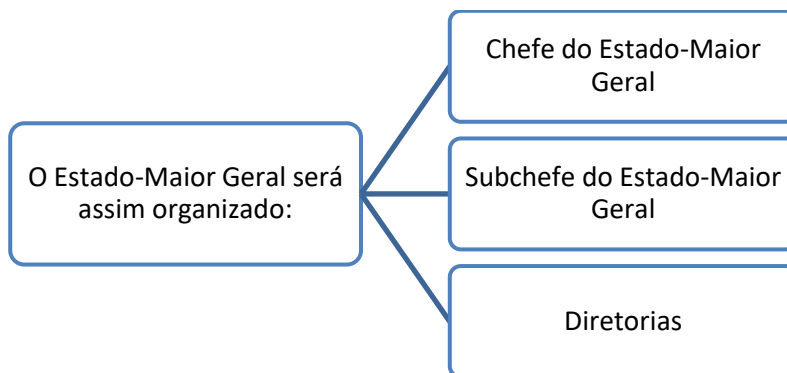 O Estado-Maior Geral será
assim organizado:
Chefe do Estado-Maior
Geral
Subchefe do Estado-Maior
Geral
Diretorias